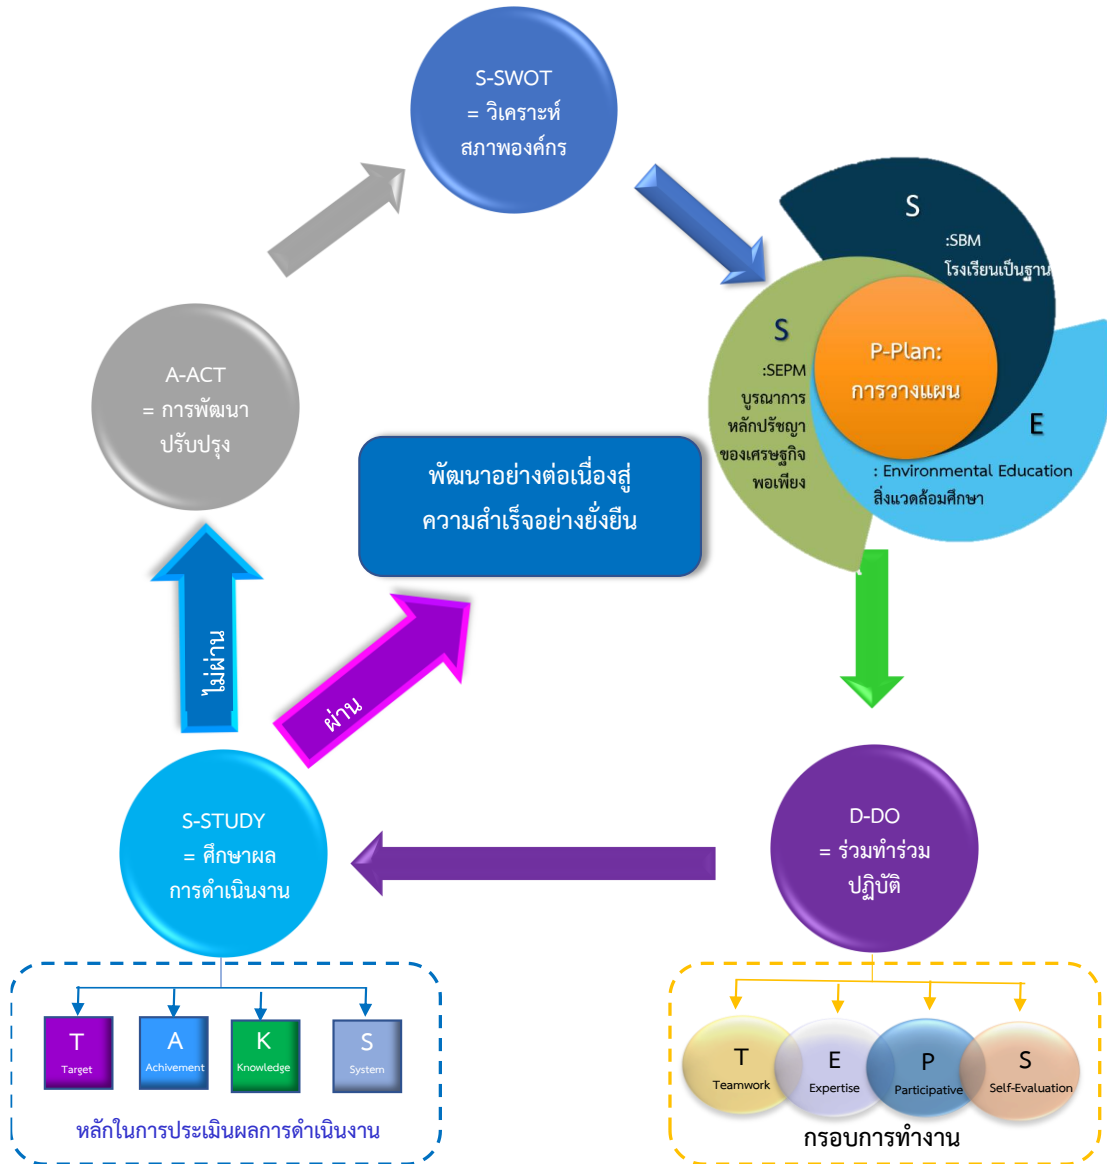 S-SWOT
= วิเคราะห์
สภาพองค์กร
S
:SBM
โรงเรียนเป็นฐาน
S
:SEPM
บูรณาการ
หลักปรัชญา
ของเศรษฐกิจ
พอเพียง
P-Plan:
การวางแผน
E
: Environmental Education
สิ่งแวดล้อมศึกษา
A-ACT
= การพัฒนา
ปรับปรุง
พัฒนาอย่างต่อเนื่องสู่
ความสำเร็จอย่างยั่งยืน
ไม่ผ่าน
ผ่าน
S-STUDY
= ศึกษาผล
การดำเนินงาน
D-DO
= ร่วมทำร่วม
ปฏิบัติ
T
Target
A
Achivement
K
Knowledge
S
System
หลักในการประเมินผลการดำเนินงาน
T
Teamwork
E
Expertise
P
Participative
S
Self-Evaluation
กรอบการทำงาน